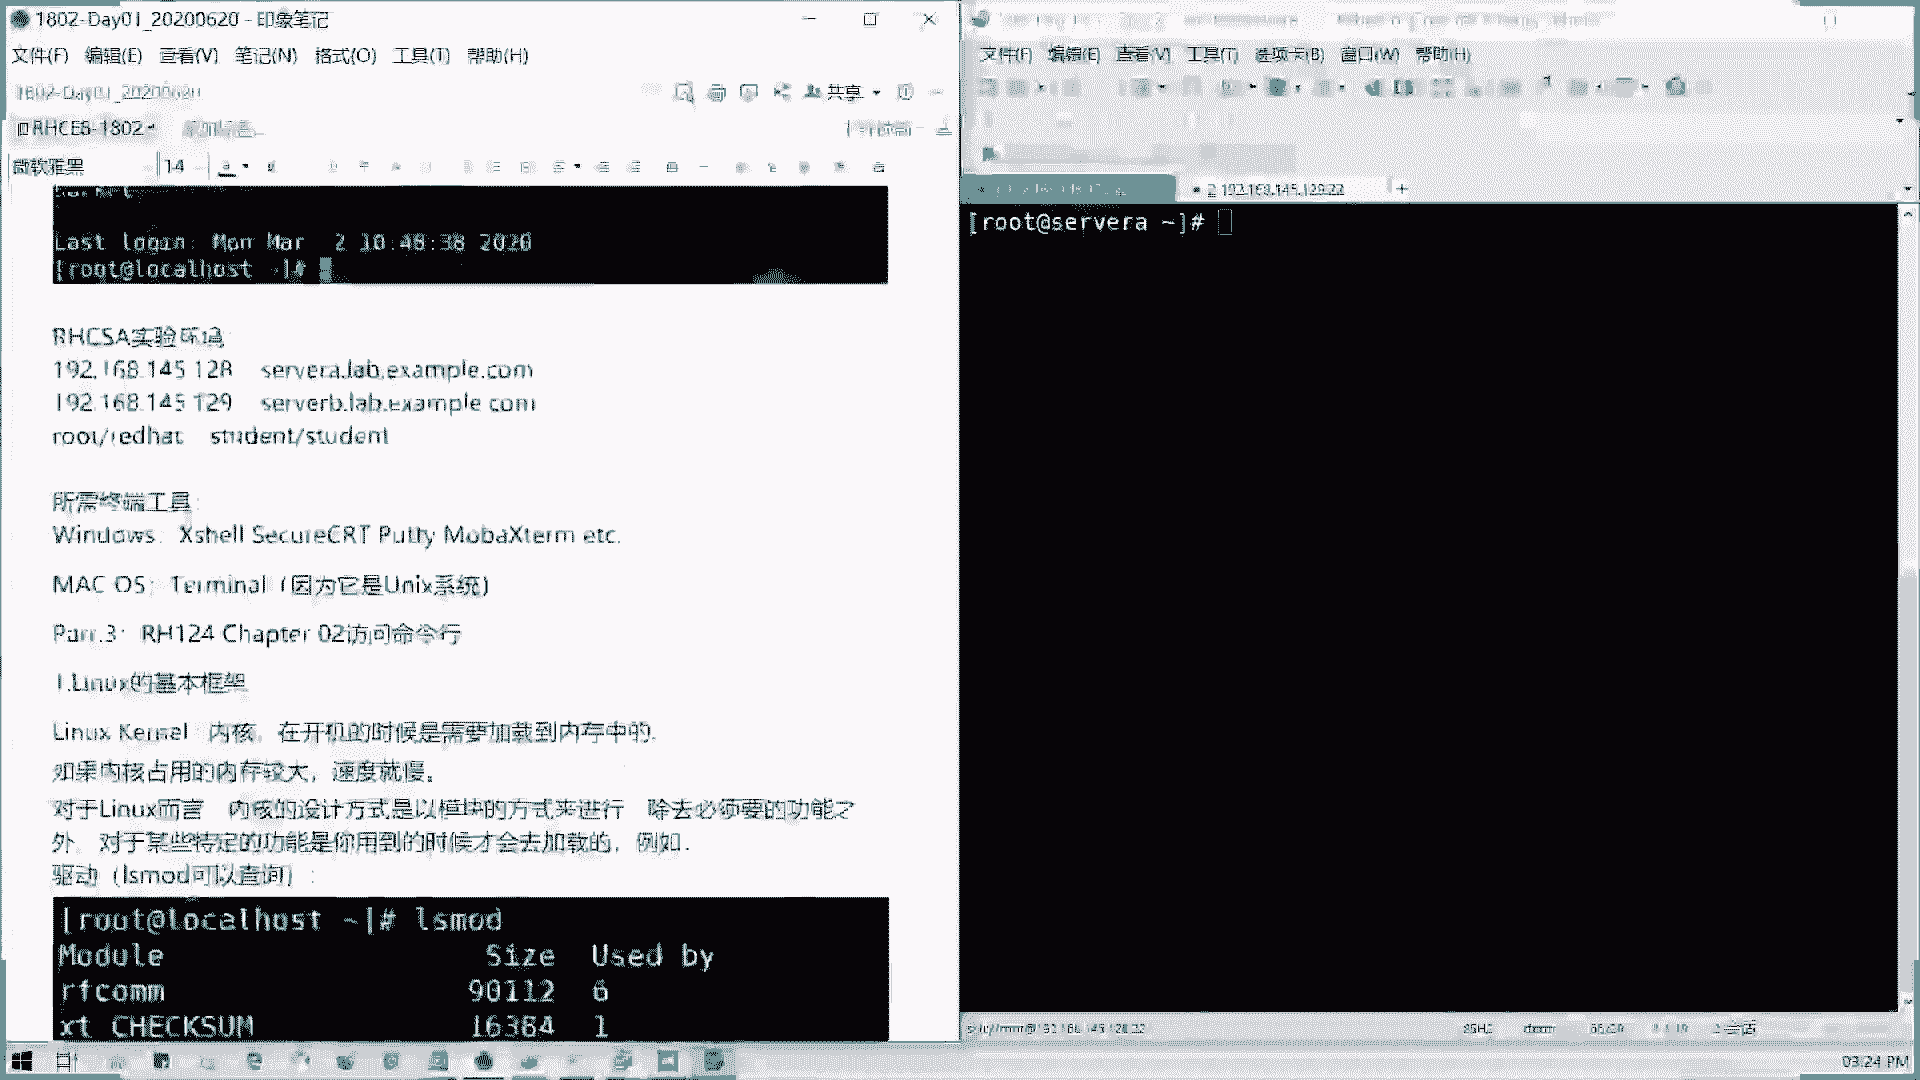 1802-Day01_20200620 - 印象笔记
文件(F) 编辑(E) 查看(V) 笔记(N) 格式(O) 工具(T) 帮助(H)
1802-Day01_20200620
共享
RHCE8-1802
微软雅黑 14
Last login: Mon Mar 2 10:48:38 2020
[root@localhost ~]#
RHCSA实验环境:
192.168.145.128 servera.lab.example.com
192.168.145.129 serverb.lab.example.com
root/redhat student/student
所需终端工具:
Windows: Xshell SecureCRT Putty MobaXterm etc.
MAC OS: Terminal (因为它是Unix系统)
Part.3: RH124 Chapter 02访问命令行
1.Linux的基本框架
Linux Kernel 内核, 在开机的时候是需要加载到内存中的.
如果内核占用的内存较大, 速度就慢。
对于Linux而言 内核的设计方式是以模块的方式来进行 除去必须要的功能之
外, 对于某些特定的功能是你用到的时候才会去加载的, 例如.
驱动 (lsmod可以查询) :
[root@localhost ~]# lsmod
Module Size Used by
rfcomm 90112 6
xt_CHECKSUM 16384 1
文件(F) 编辑(E) 查看(V) 工具(T) 选项卡(B) 窗口(W) 帮助(H)
2 192.168.145.129:22 +
[root@servera ~]#
03:24 PM